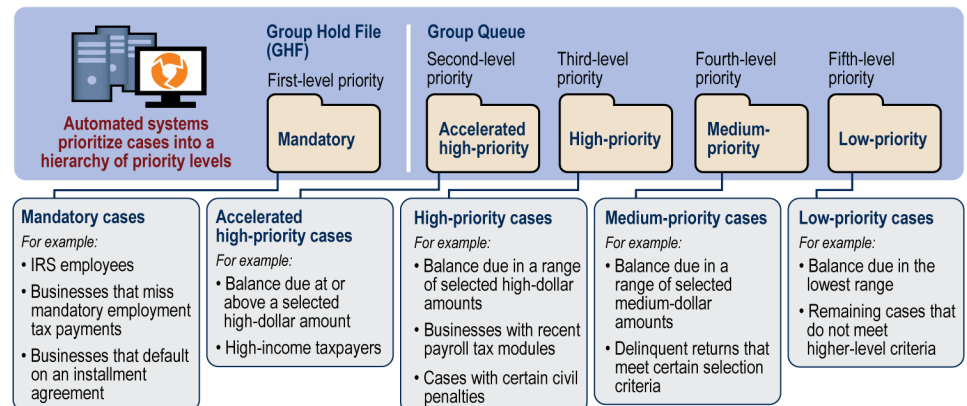 Group Hold File
(GHF)
First-level priority
Group Queue
Second-level
priority
Third-level
priority
Fourth-level
priority
Fifth-level
priority
Automated systems
prioritize cases into a
hierarchy of priority levels
Mandatory
Accelerated
high-priority
High-priority
Medium-
priority
Low-priority
Mandatory cases
For example:
• IRS employees
• Businesses that miss
mandatory employment
tax payments
• Businesses that default
on an installment
agreement
Accelerated
high-priority cases
For example:
• Balance due at or
above a selected
high-dollar amount
• High-income taxpayers
High-priority cases
For example:
• Balance due in a range
of selected high-dollar
amounts
• Businesses with recent
payroll tax modules
• Cases with certain civil
penalties
Medium-priority cases
For example:
• Balance due in a
range of selected
medium-dollar
amounts
• Delinquent returns that
meet certain selection
criteria
Low-priority cases
For example:
• Balance due in the
lowest range
• Remaining cases that
do not meet
higher-level criteria